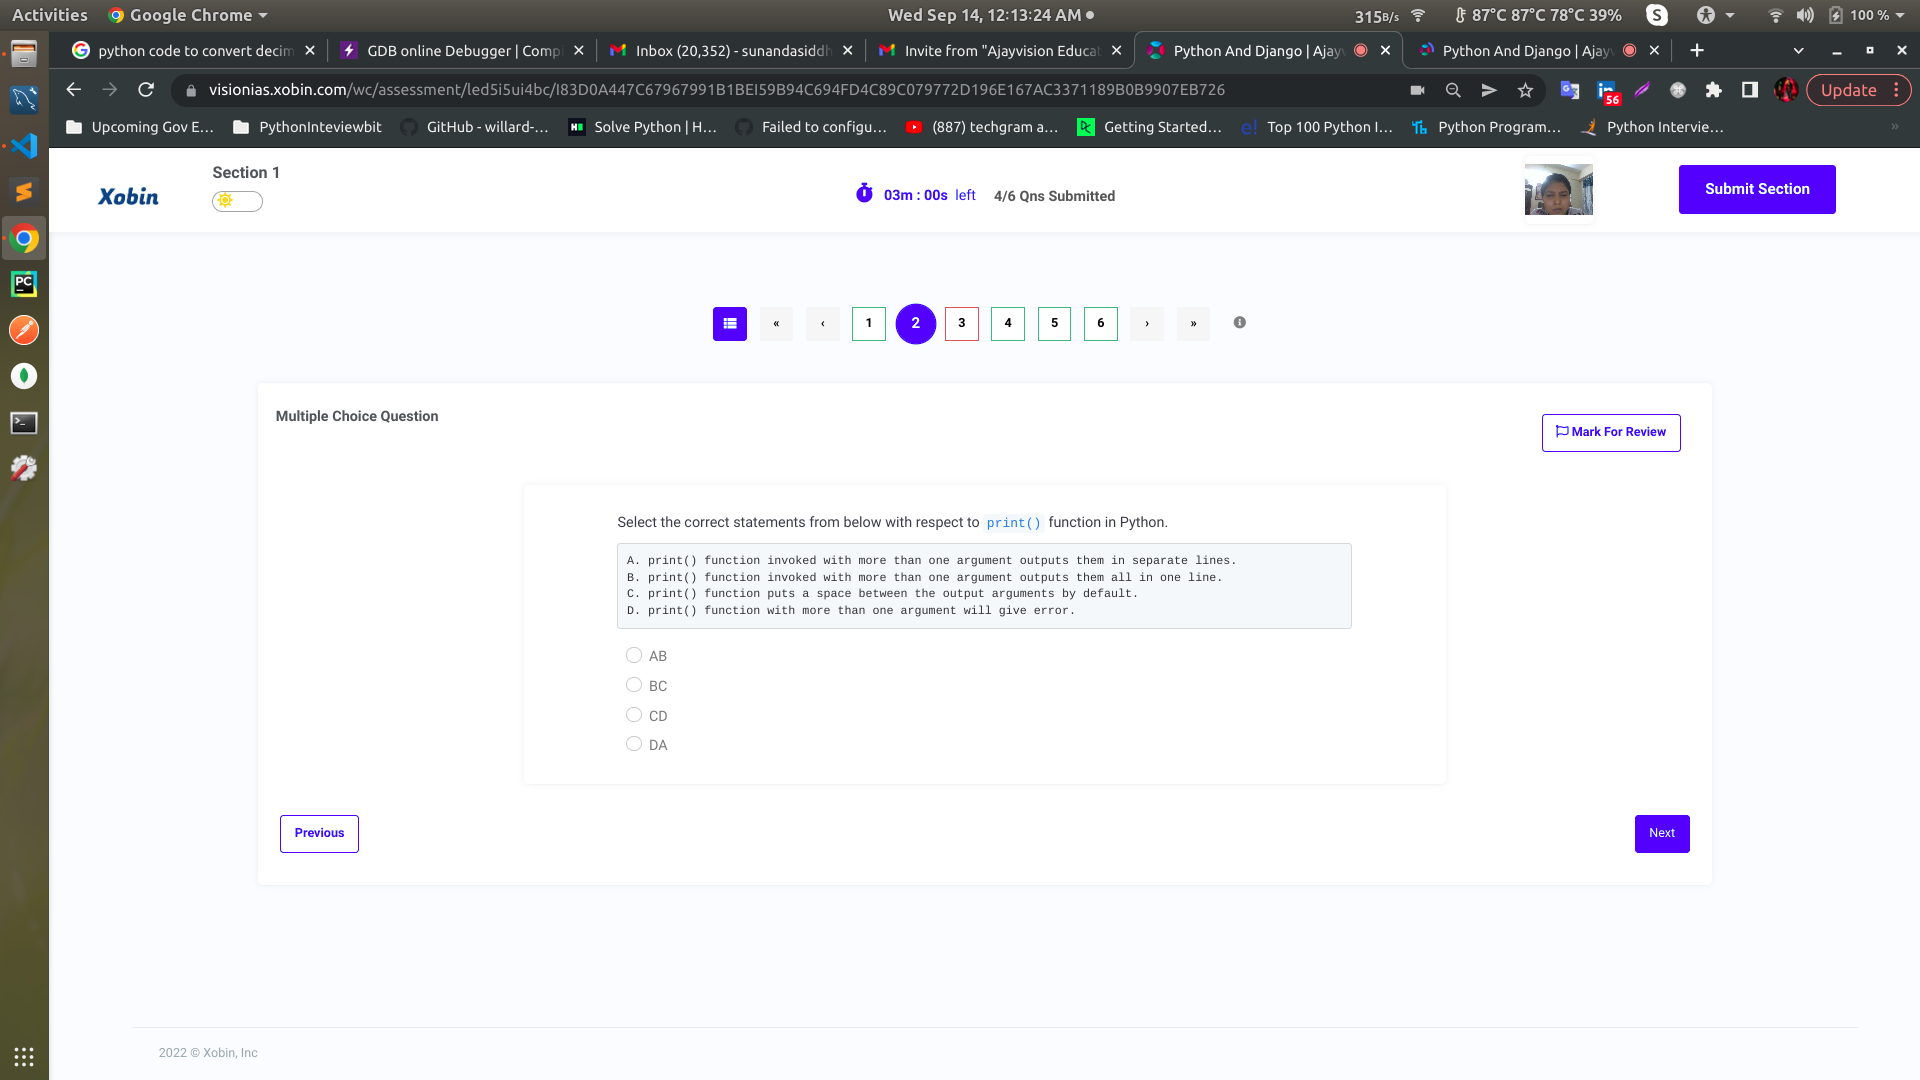 Activities
Google Chrome
Wed Sep 14, 12:13:24 AM
315B/s
87°C 87°C 78°C 39%
100 %
python code to convert decim
GDB online Debugger | Comp
Inbox (20,352) - sunandasiddh
Invite from "Ajayvision Educat
Python And Django | Ajay
Python And Django | Ajay
visionias.xobin.com/wc/assessment/led5i5ui4bc/I83D0A447C67967991B1BEI59B94C694FD4C89C079772D196E167AC3371189B0B9907EB726
56
Update
Upcoming Gov E...
PythonInteviewbit
GitHub - willard-...
Solve Python | H...
Failed to configu...
(887) techgram a...
Getting Started...
Top 100 Python I...
Python Program...
Python Intervie...
Xobin
Section 1
03m : 00s left
4/6 Qns Submitted
Submit Section
« ‹ 1 2 3 4 5 6 › »
Multiple Choice Question
Mark For Review
Select the correct statements from below with respect to print() function in Python.
A. print() function invoked with more than one argument outputs them in separate lines.
B. print() function invoked with more than one argument outputs them all in one line.
C. print() function puts a space between the output arguments by default.
D. print() function with more than one argument will give error.
AB
BC
CD
DA
Previous
Next
2022 © Xobin, Inc